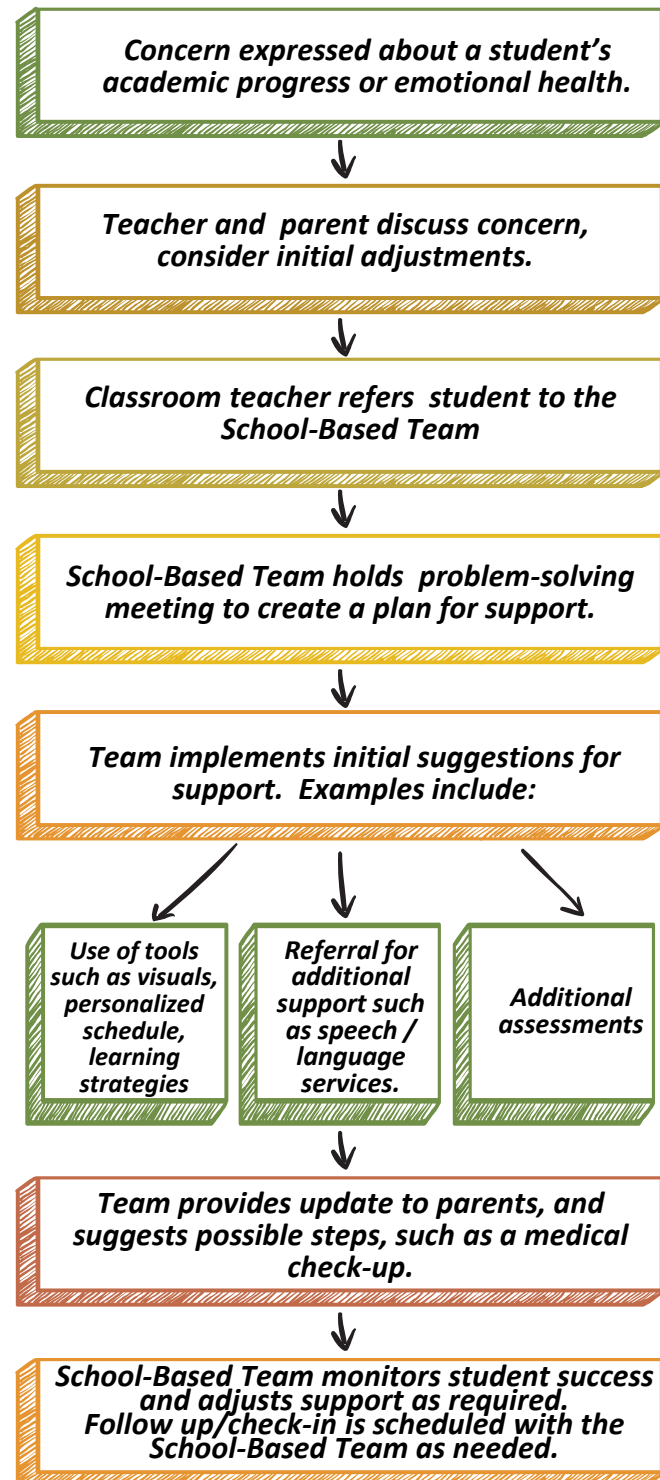 Concern expressed about a student's
academic progress or emotional health.
Teacher and parent discuss concern,
consider initial adjustments.
Classroom teacher refers student to the
School-Based Team
School-Based Team holds problem-solving
meeting to create a plan for support.
Team implements initial suggestions for
support. Examples include:
Use of tools
such as visuals,
personalized
schedule,
learning
strategies
Referral for
additional
support such
as speech /
language
services.
Additional
assessments
Team provides update to parents, and
suggests possible steps, such as a medical
check-up.
School-Based Team monitors student success
and adjusts support as required.
Follow up/check-in is scheduled with the
School-Based Team as needed.